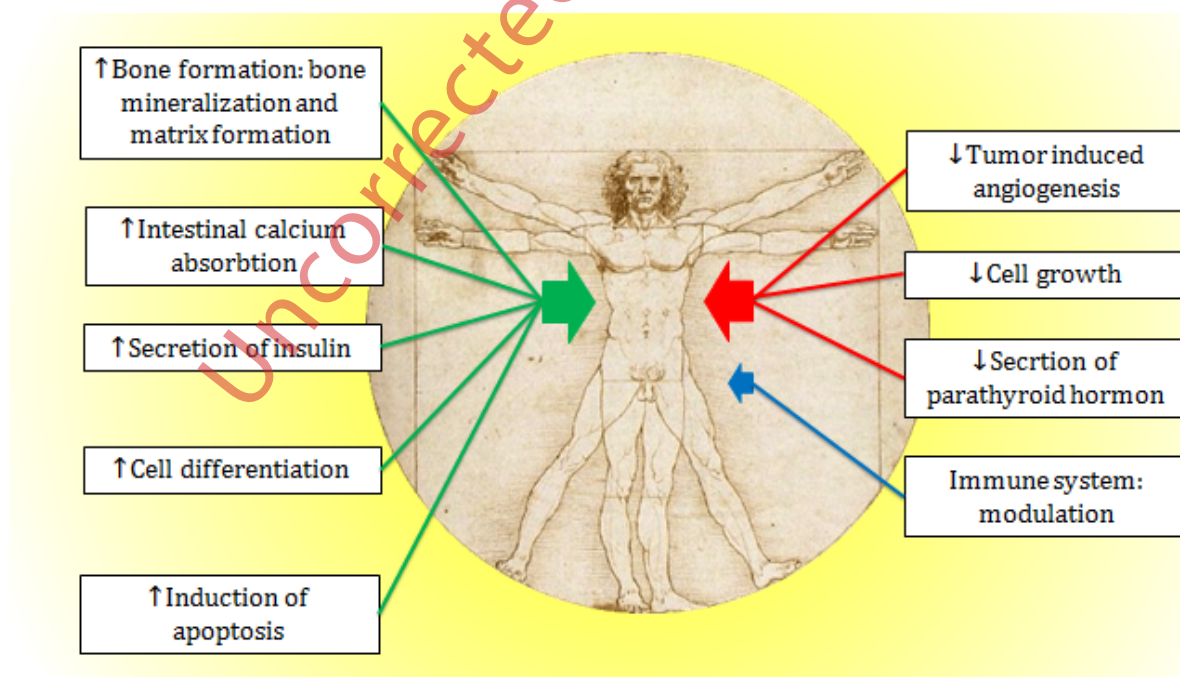 ↑Bone formation: bone
mineralization and
matrix formation
↑Intestinal calcium
absorbtion
↑Secretion of insulin
↑Cell differentiation
↑Induction of
apoptosis
↓Tumor induced
angiogenesis
↓Cell growth
↓Secrtion of
parathyroid hormon
Immune system:
modulation
Uncorrected